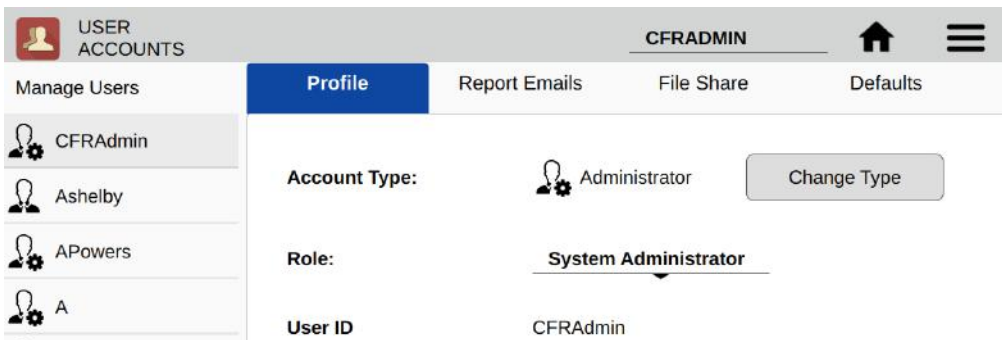 USER
ACCOUNTS
CFRADMIN
Manage Users
Profile
Report Emails
File Share
Defaults
CFRAdmin
Ashelby
APowers
A
Account Type:
Administrator
Change Type
Role:
System Administrator
User ID
CFRAdmin